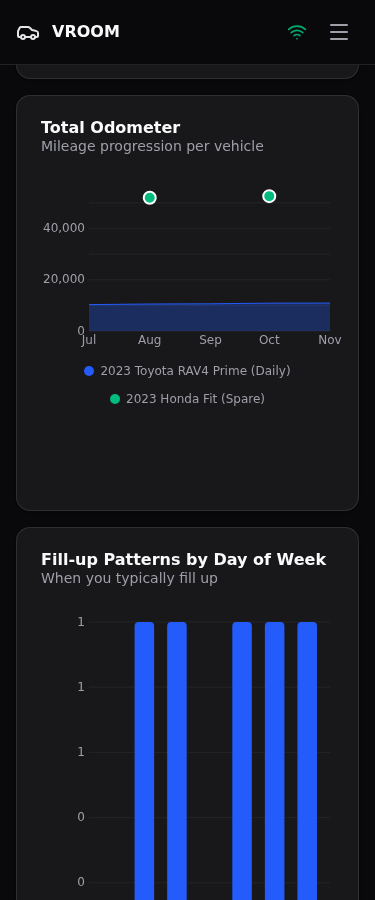 VROOM
Total Odometer
Mileage progression per vehicle
40,000
20,000
0
Jul Aug Sep Oct Nov
2023 Toyota RAV4 Prime (Daily)
2023 Honda Fit (Spare)
Fill-up Patterns by Day of Week
When you typically fill up
1
1
1
0
0